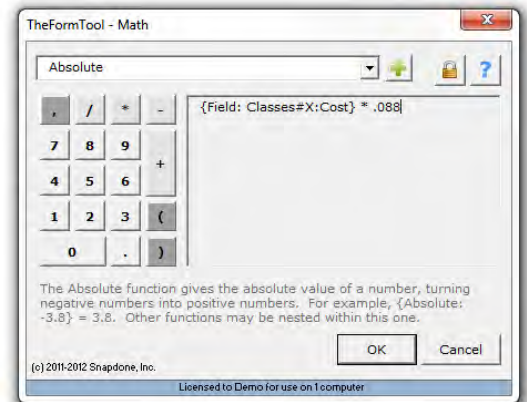 TheFormTool - Math
x
Absolute
?
, / * -
{Field: Classes#X:Cost} * .088
7 8 9
+
4 5 6
1 2 3 (
0 . )
The Absolute function gives the absolute value of a number, turning
negative numbers into positive numbers. For example, {Absolute:
-3.8} = 3.8. Other functions may be nested within this one.
OK Cancel
(c) 2011-2012 Snapdone, Inc.
Licensed to Demo for use on 1 computer